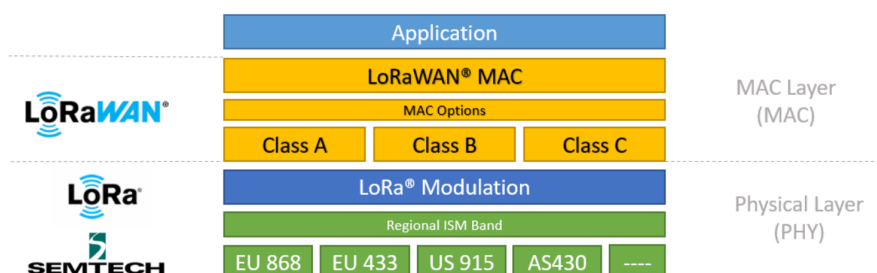 Application
LoRaWAN® MAC
LoRaWAN®
MAC Options
MAC Layer
(MAC)
Class A Class B Class C
LoRa® Modulation
LoRa®
Regional ISM Band
Physical Layer
(PHY)
SEMTECH
EU 868 EU 433 US 915 AS430 ----